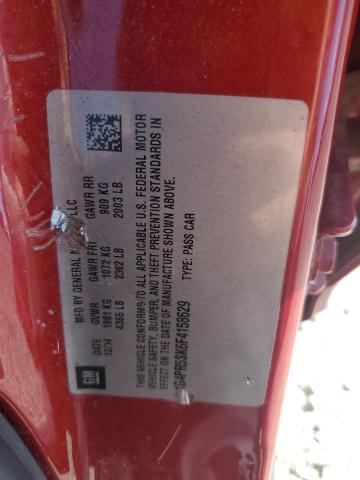 MFD BY GENERAL LLC
DATE GVWR GAWR FRT GAWR RR
12/14 1981 KG 1072 KG 909 KG
4365 LB 2362 LB 2003 LB
THIS VEHICLE CONFORMS TO ALL APPLICABLE U.S. FEDERAL MOTOR
VEHICLE SAFETY, BUMPER, AND THEFT PREVENTION STANDARDS IN
EFFECT ON THE DATE OF MANUFACTURE SHOWN ABOVE.
1G4PR5SK6F4158629 TYPE: PASS CAR
GM